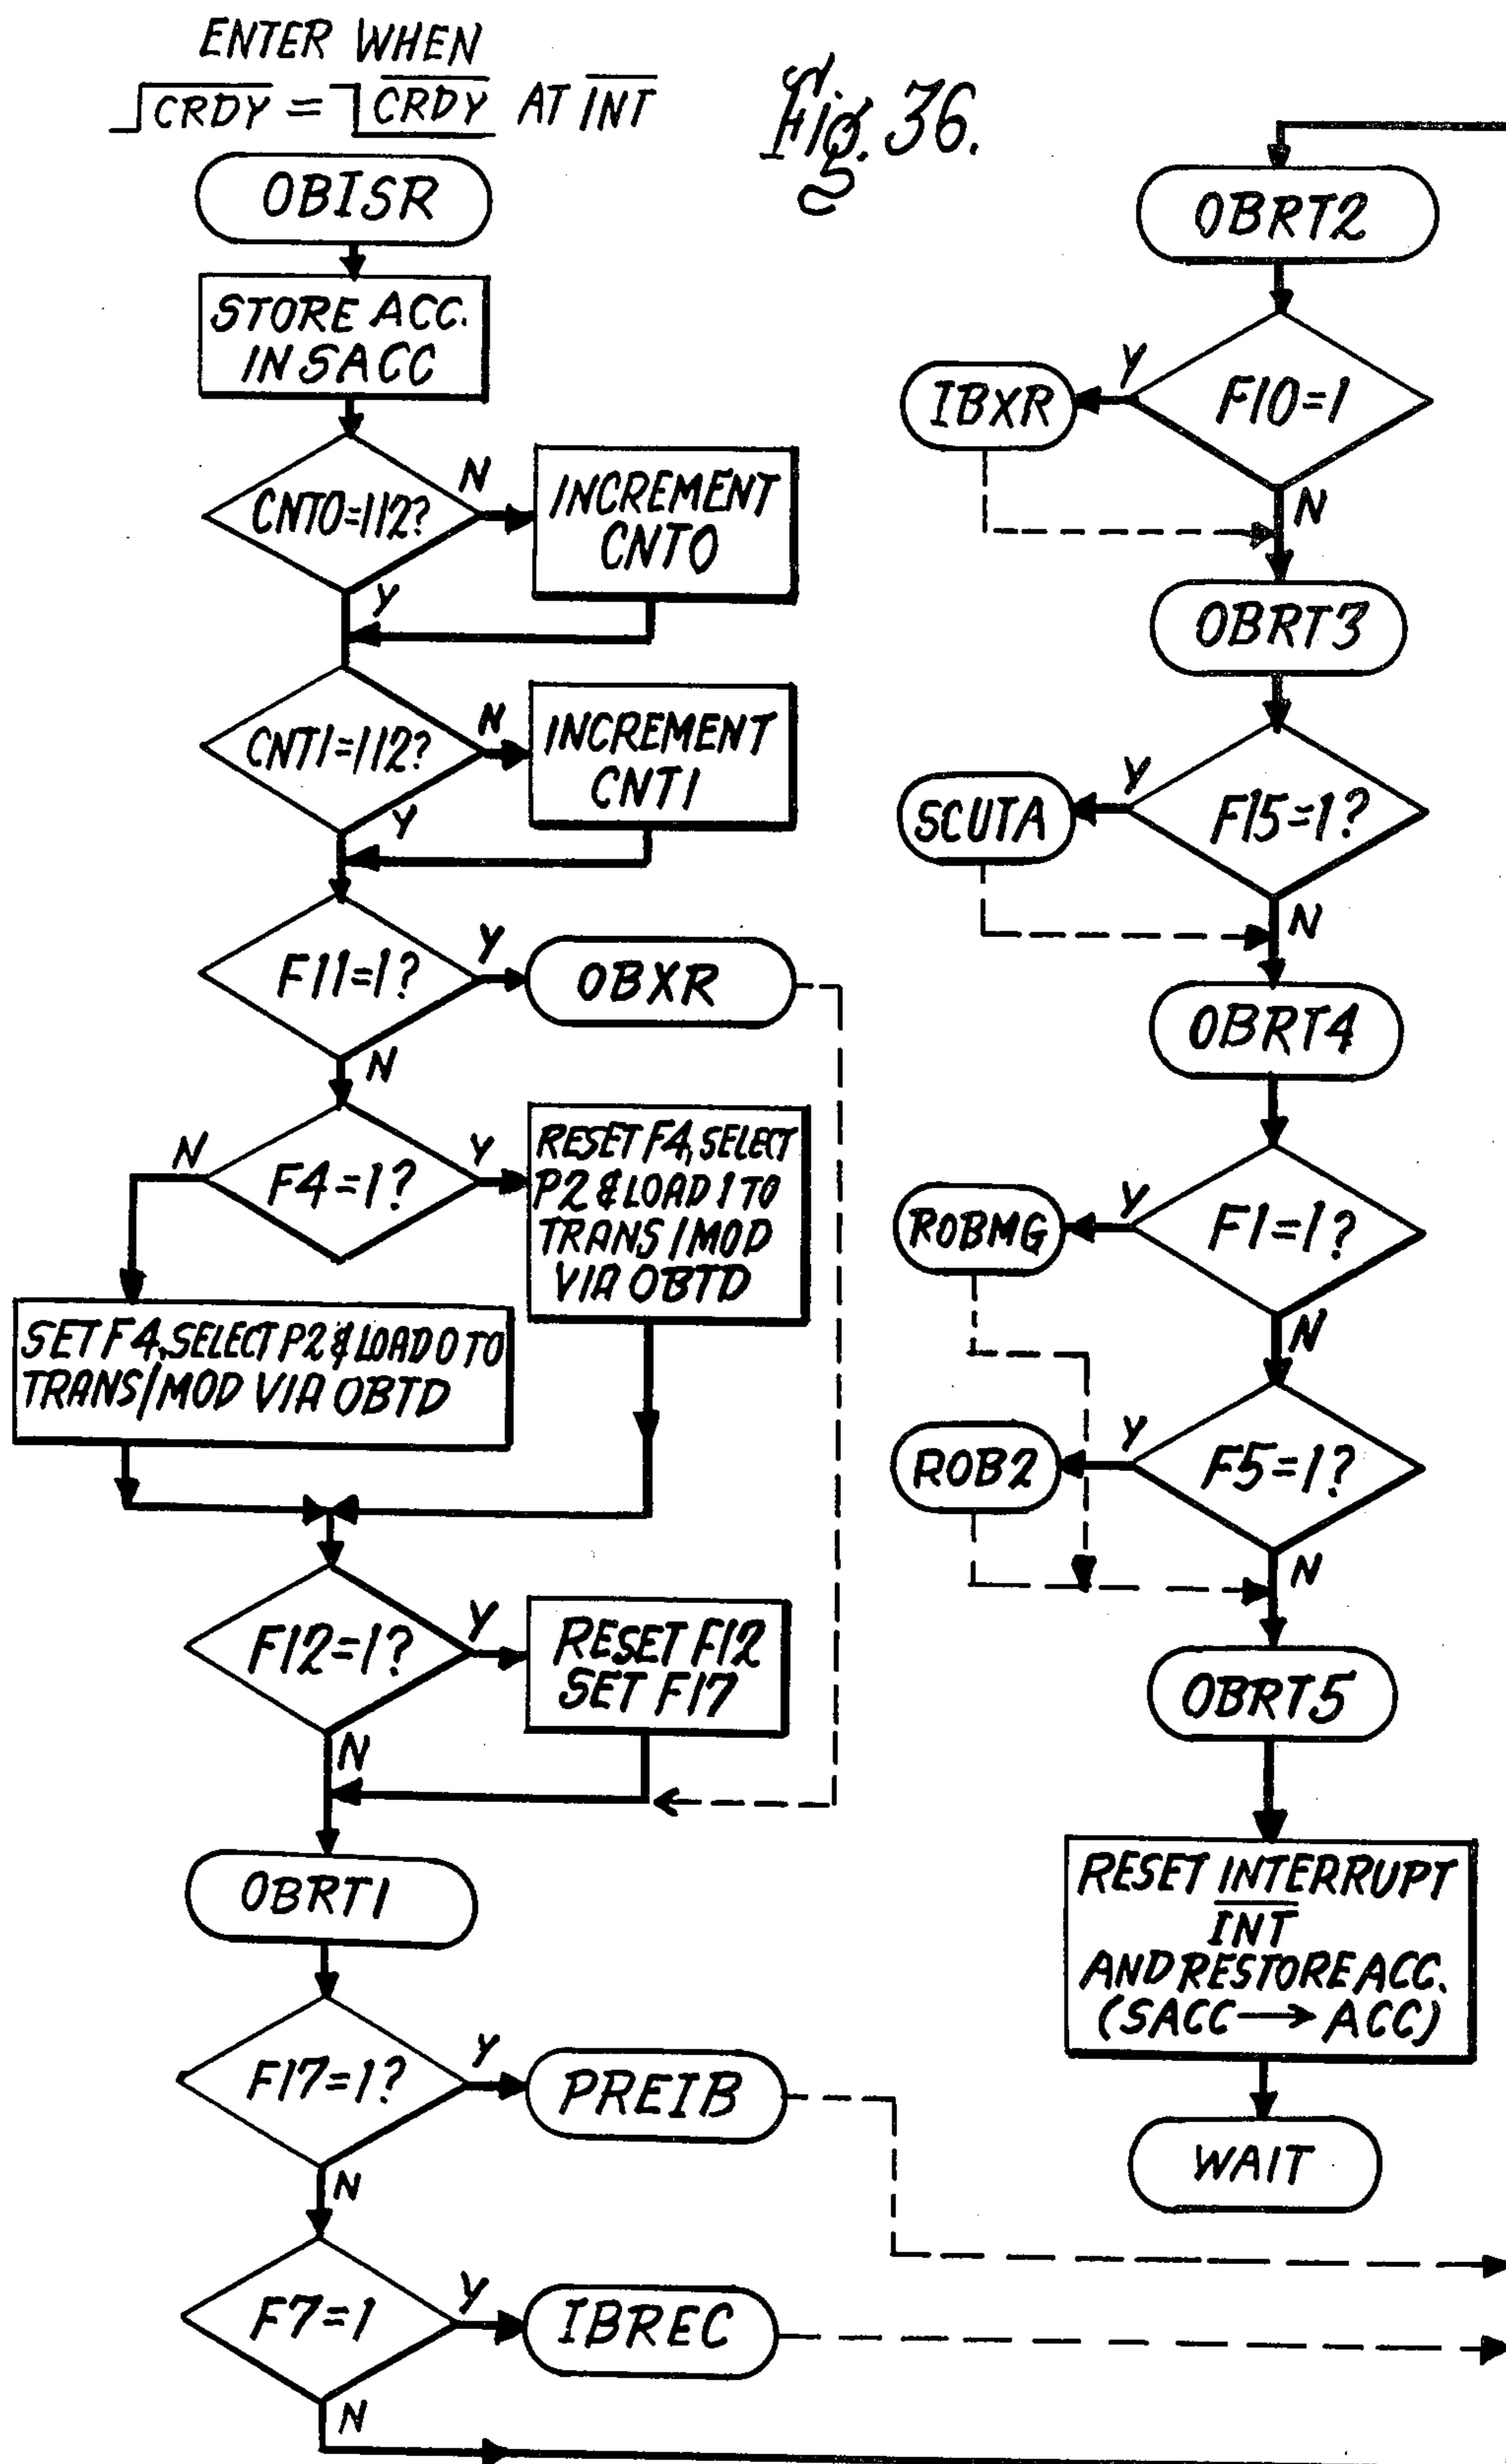 ENTER WHEN
CRDY = CRDY AT INT
Fig. 36.
OBISR
STORE ACC.
IN SACC
CNT0=112?
N
INCREMENT
CNT0
Y
CNT1=112?
N
INCREMENT
CNT1
Y
F11=1?
Y
OBXR
N
F4=1?
N
Y
RESET F4, SELECT
P2 & LOAD 1 TO
TRANS/MOD
VIA OBTD
SET F4, SELECT P2 & LOAD 0 TO
TRANS/MOD VIA OBTD
F12=1?
Y
RESET F12
SET F17
N
OBRT1
F17=1?
Y
PREIB
N
F7=1
Y
IBREC
N
OBRT2
F10=1
Y
IBXR
N
OBRT3
F15=1?
Y
SCUTA
N
OBRT4
F1=1?
Y
ROBMG
N
F5=1?
Y
ROB2
N
OBRT5
RESET INTERRUPT
INT
AND RESTORE ACC.
(SACC → ACC)
WAIT